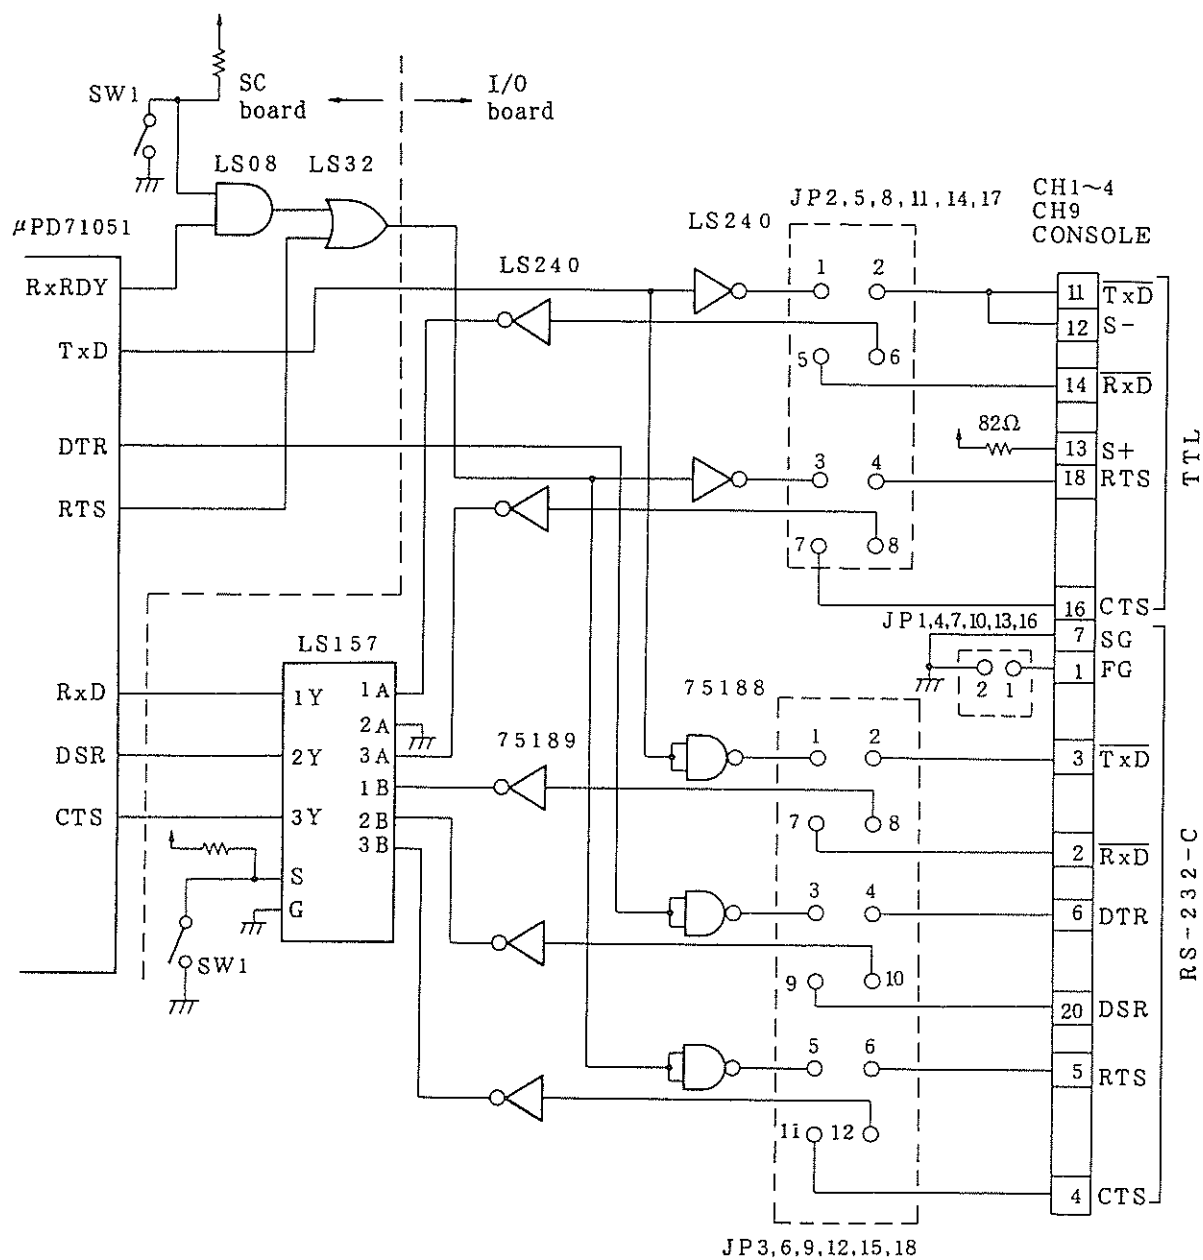 SW1
SC
board
I/O
board
LS08
LS32
μPD71051
RxRDY
TxD
DTR
RTS
RxD
DSR
CTS
LS240
LS240
JP2,5,8,11,14,17
CH1~4
CH9
CONSOLE
1
2
5
6
3
4
7
8
11 TxD
12 S-
14 RxD
82Ω
13 S+
18 RTS
16 CTS
TTL
JP1,4,7,10,13,16
7 SG
1 FG
2 1
LS157
1Y
2Y
3Y
S
G
1A
2A
3A
1B
2B
3B
SW1
75188
75189
1
2
7
8
3
4
9
10
5
6
11
12
3 TxD
2 RxD
6 DTR
20 DSR
5 RTS
4 CTS
RS-232-C
JP3,6,9,12,15,18